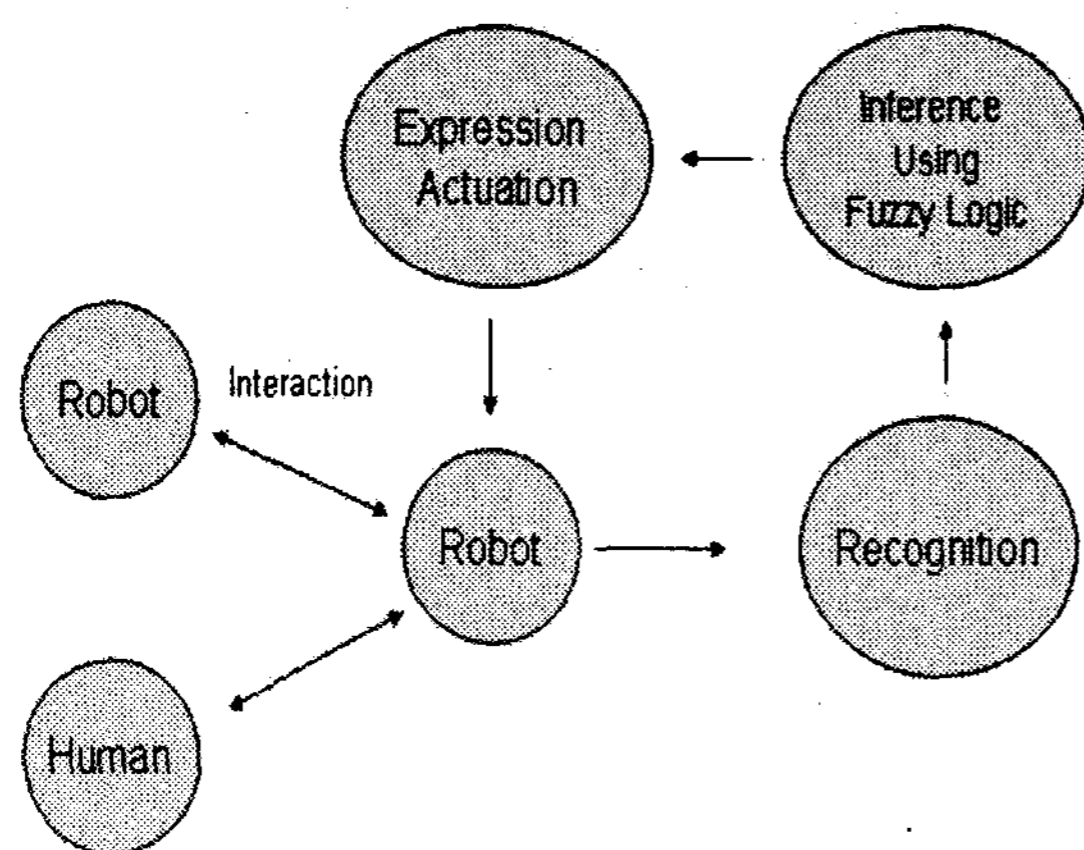 Expression
Actuation
Inference
Using
Fuzzy Logic
Robot
Interaction
Robot
Recognition
Human